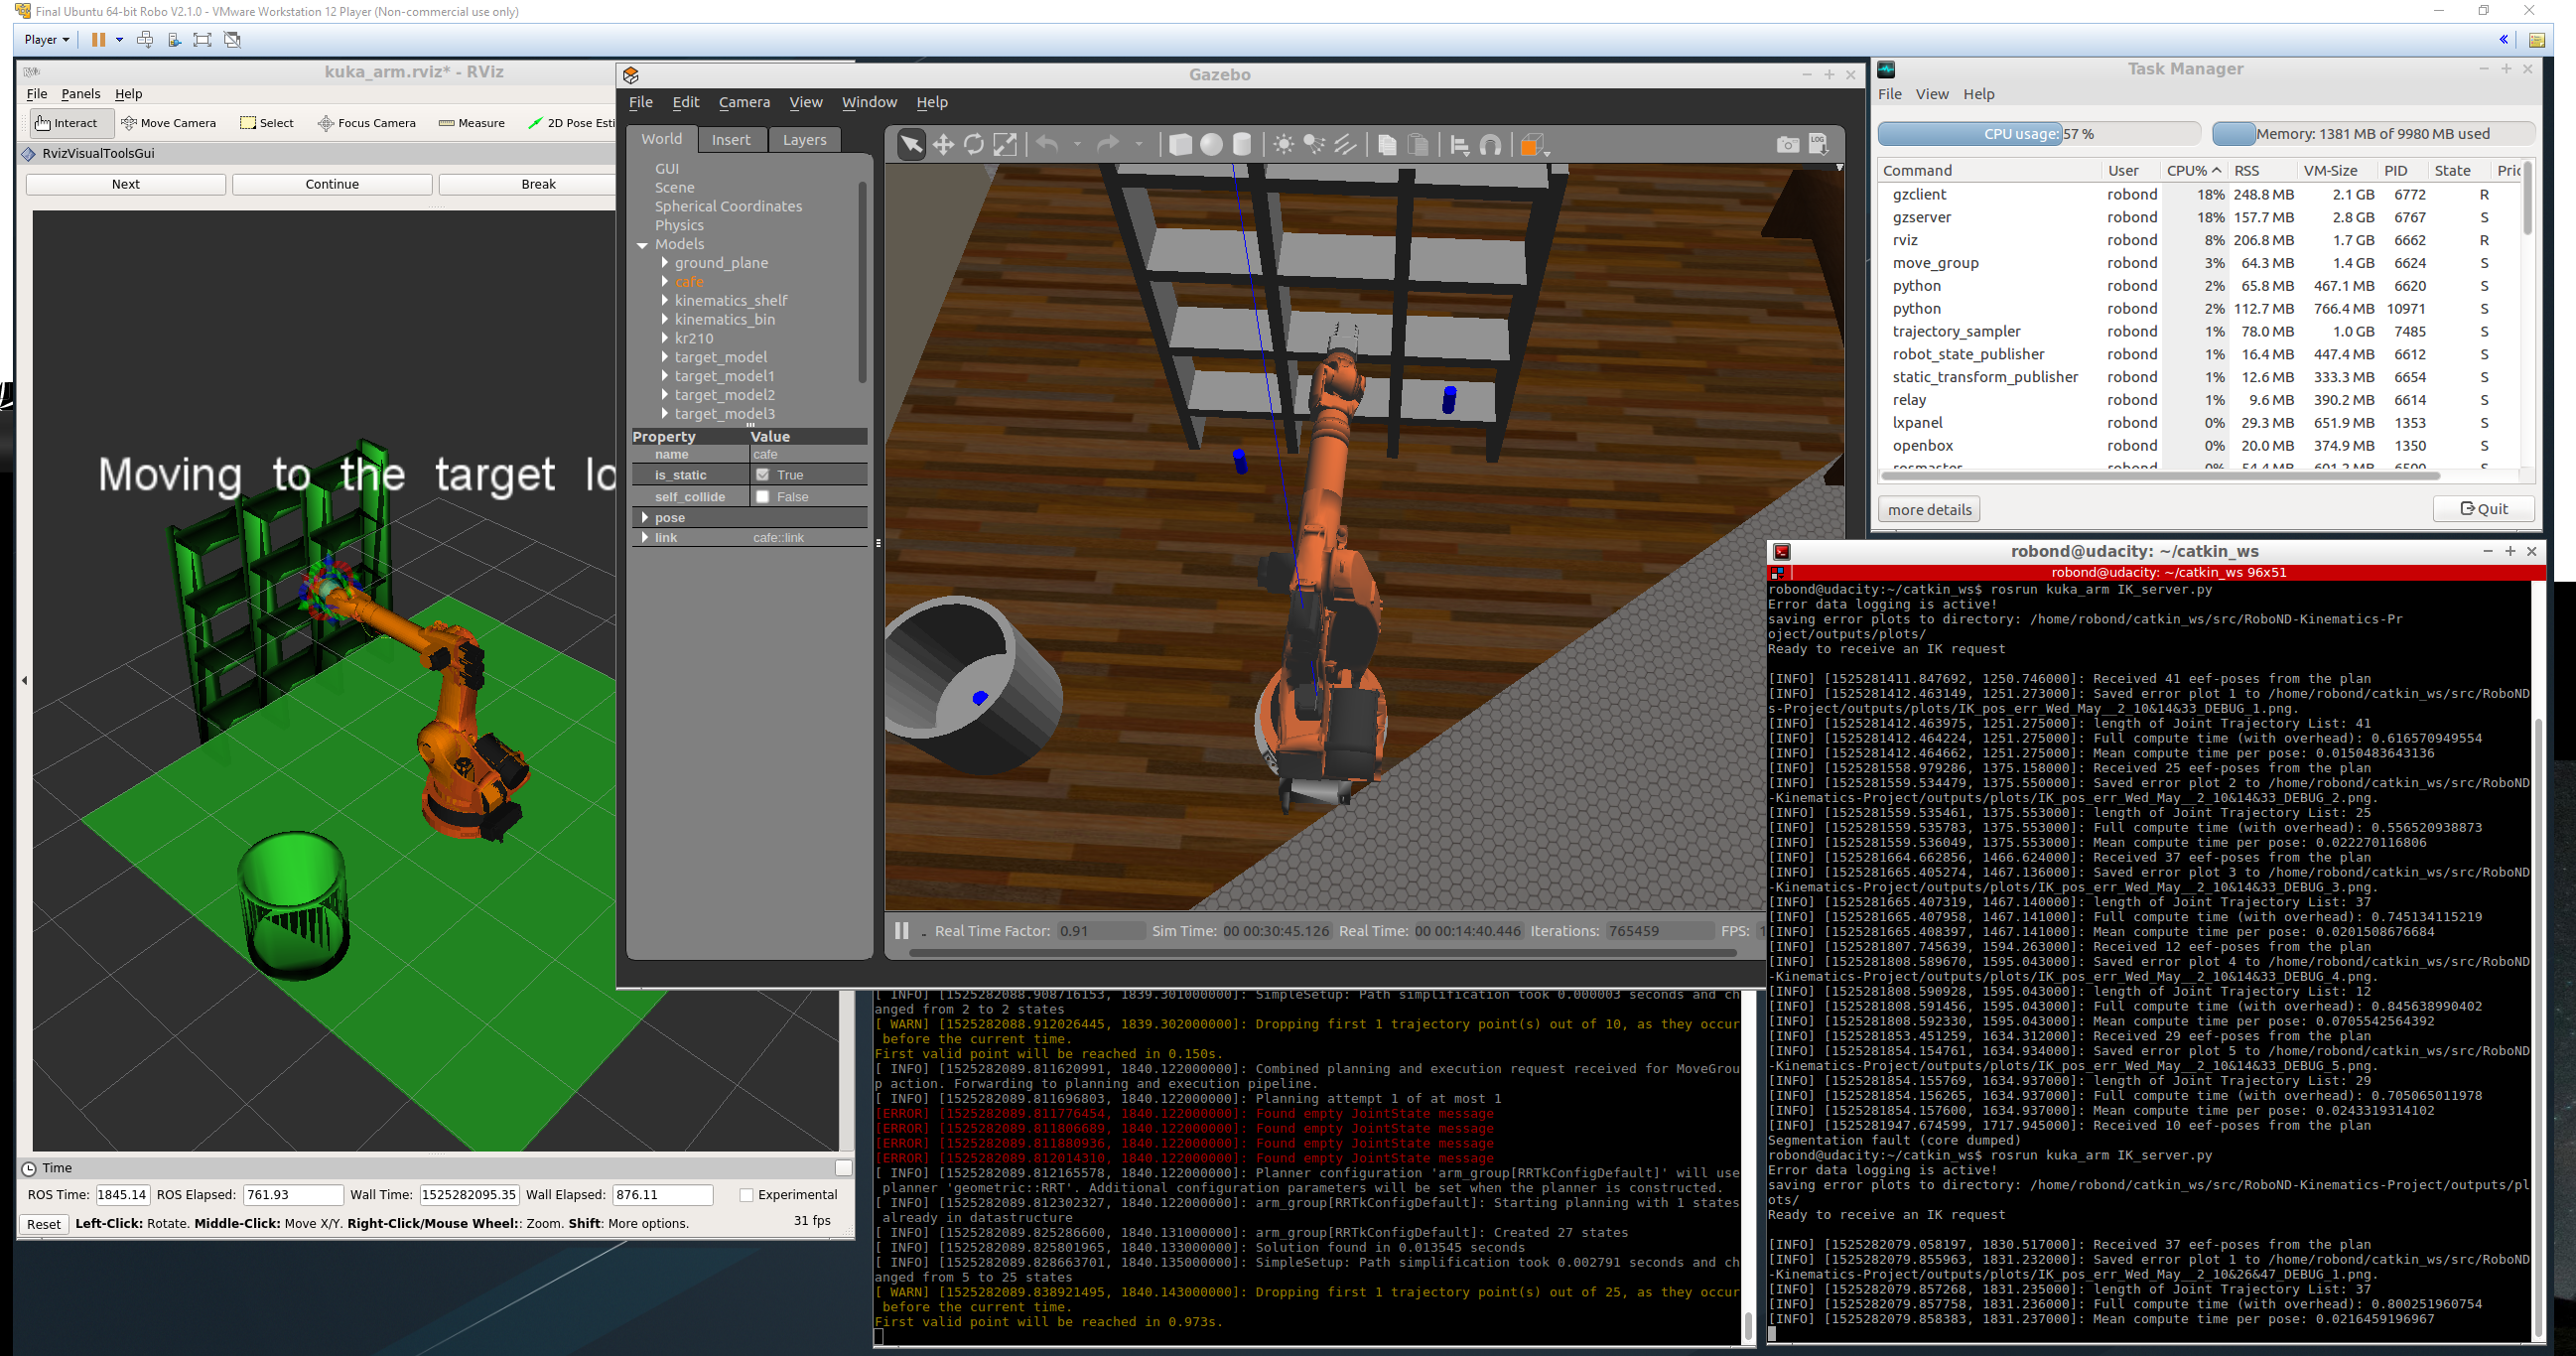 Final Ubuntu 64-bit Robo V2.1.0 - VMware Workstation 12 Player (Non-commercial use only)
Player
kuka_arm.rviz* - RViz
File Panels Help
Interact Move Camera Select Focus Camera Measure 2D Pose Esti
RvizVisualToolsGui
Next Continue Break
Moving to the target lo
Time
ROS Time: 1845.14 ROS Elapsed: 761.93 Wall Time: 1525282095.35 Wall Elapsed: 876.11 Experimental
Reset Left-Click: Rotate. Middle-Click: Move X/Y. Right-Click/Mouse Wheel:: Zoom. Shift: More options. 31 fps
Gazebo
File Edit Camera View Window Help
World Insert Layers
GUI
Scene
Spherical Coordinates
Physics
Models
ground_plane
cafe
kinematics_shelf
kinematics_bin
kr210
target_model
target_model1
target_model2
target_model3
Property Value
name cafe
is_static True
self_collide False
pose
link cafe::link
LOG
Real Time Factor: 0.91 Sim Time: 00 00:30:45.126 Real Time: 00 00:14:40.446 Iterations: 765459 FPS:
[ INFO] [1525282088.908716153, 1839.301000000]: SimpleSetup: Path simplification took 0.000003 seconds and ch
anged from 2 to 2 states
[ WARN] [1525282088.912026445, 1839.302000000]: Dropping first 1 trajectory point(s) out of 10, as they occur
before the current time.
First valid point will be reached in 0.150s.
[ INFO] [1525282089.811620991, 1840.122000000]: Combined planning and execution request received for MoveGrou
p action. Forwarding to planning and execution pipeline.
[ INFO] [1525282089.811696803, 1840.122000000]: Planning attempt 1 of at most 1
[ERROR] [1525282089.811776454, 1840.122000000]: Found empty JointState message
[ERROR] [1525282089.811806689, 1840.122000000]: Found empty JointState message
[ERROR] [1525282089.811880936, 1840.122000000]: Found empty JointState message
[ERROR] [1525282089.812014310, 1840.122000000]: Found empty JointState message
[ INFO] [1525282089.812165578, 1840.122000000]: Planner configuration 'arm_group[RRTkConfigDefault]' will use
planner 'geometric::RRT'. Additional configuration parameters will be set when the planner is constructed.
[ INFO] [1525282089.812302327, 1840.122000000]: arm_group[RRTkConfigDefault]: Starting planning with 1 states
already in datastructure
[ INFO] [1525282089.825286600, 1840.131000000]: arm_group[RRTkConfigDefault]: Created 27 states
[ INFO] [1525282089.825801965, 1840.133000000]: Solution found in 0.013545 seconds
[ INFO] [1525282089.828663701, 1840.135000000]: SimpleSetup: Path simplification took 0.002791 seconds and ch
anged from 5 to 25 states
[ WARN] [1525282089.838921495, 1840.143000000]: Dropping first 1 trajectory point(s) out of 25, as they occur
before the current time.
First valid point will be reached in 0.973s.
Task Manager
File View Help
CPU usage: 57 % Memory: 1381 MB of 9980 MB used
Command User CPU% RSS VM-Size PID State Pric
gzclient robond 18% 248.8 MB 2.1 GB 6772 R
gzserver robond 18% 157.7 MB 2.8 GB 6767 S
rviz robond 8% 206.8 MB 1.7 GB 6662 R
move_group robond 3% 64.3 MB 1.4 GB 6624 S
python robond 2% 65.8 MB 467.1 MB 6620 S
python robond 2% 112.7 MB 766.4 MB 10971 S
trajectory_sampler robond 1% 78.0 MB 1.0 GB 7485 S
robot_state_publisher robond 1% 16.4 MB 447.4 MB 6612 S
static_transform_publisher robond 1% 12.6 MB 333.3 MB 6654 S
relay robond 1% 9.6 MB 390.2 MB 6614 S
lxpanel robond 0% 29.3 MB 651.9 MB 1353 S
openbox robond 0% 20.0 MB 374.9 MB 1350 S
rosmaster robond 0% 54.4 MB 601.2 MB 6500 S
more details Quit
robond@udacity: ~/catkin_ws
robond@udacity: ~/catkin_ws 96x51
robond@udacity:~/catkin_ws$ rosrun kuka_arm IK_server.py
Error data logging is active!
saving error plots to directory: /home/robond/catkin_ws/src/RoboND-Kinematics-Pr
oject/outputs/plots/
Ready to receive an IK request
[INFO] [1525281411.847692, 1250.746000]: Received 41 eef-poses from the plan
[INFO] [1525281412.463149, 1251.273000]: Saved error plot 1 to /home/robond/catkin_ws/src/RoboND
s-Project/outputs/plots/IK_pos_err_Wed_May__2_10&14&33_DEBUG_1.png.
[INFO] [1525281412.463975, 1251.275000]: length of Joint Trajectory List: 41
[INFO] [1525281412.464224, 1251.275000]: Full compute time (with overhead): 0.616570949554
[INFO] [1525281412.464662, 1251.275000]: Mean compute time per pose: 0.0150483643136
[INFO] [1525281558.979286, 1375.158000]: Received 25 eef-poses from the plan
[INFO] [1525281559.534479, 1375.550000]: Saved error plot 2 to /home/robond/catkin_ws/src/RoboND
-Kinematics-Project/outputs/plots/IK_pos_err_Wed_May__2_10&14&33_DEBUG_2.png.
[INFO] [1525281559.535461, 1375.553000]: length of Joint Trajectory List: 25
[INFO] [1525281559.535783, 1375.553000]: Full compute time (with overhead): 0.556520938873
[INFO] [1525281559.536049, 1375.553000]: Mean compute time per pose: 0.022270116806
[INFO] [1525281664.662856, 1466.624000]: Received 37 eef-poses from the plan
[INFO] [1525281665.405274, 1467.136000]: Saved error plot 3 to /home/robond/catkin_ws/src/RoboND
-Kinematics-Project/outputs/plots/IK_pos_err_Wed_May__2_10&14&33_DEBUG_3.png.
[INFO] [1525281665.407319, 1467.140000]: length of Joint Trajectory List: 37
[INFO] [1525281665.407958, 1467.141000]: Full compute time (with overhead): 0.745134115219
[INFO] [1525281665.408397, 1467.141000]: Mean compute time per pose: 0.0201508676684
[INFO] [1525281807.745639, 1594.263000]: Received 12 eef-poses from the plan
[INFO] [1525281808.589670, 1595.043000]: Saved error plot 4 to /home/robond/catkin_ws/src/RoboND
-Kinematics-Project/outputs/plots/IK_pos_err_Wed_May__2_10&14&33_DEBUG_4.png.
[INFO] [1525281808.590928, 1595.043000]: length of Joint Trajectory List: 12
[INFO] [1525281808.591456, 1595.043000]: Full compute time (with overhead): 0.845638990402
[INFO] [1525281808.592330, 1595.043000]: Mean compute time per pose: 0.0705542564392
[INFO] [1525281853.451259, 1634.312000]: Received 29 eef-poses from the plan
[INFO] [1525281854.154761, 1634.934000]: Saved error plot 5 to /home/robond/catkin_ws/src/RoboND
-Kinematics-Project/outputs/plots/IK_pos_err_Wed_May__2_10&14&33_DEBUG_5.png.
[INFO] [1525281854.155769, 1634.937000]: length of Joint Trajectory List: 29
[INFO] [1525281854.156265, 1634.937000]: Full compute time (with overhead): 0.705065011978
[INFO] [1525281854.157600, 1634.937000]: Mean compute time per pose: 0.0243319314102
[INFO] [1525281947.674599, 1717.945000]: Received 10 eef-poses from the plan
Segmentation fault (core dumped)
robond@udacity:~/catkin_ws$ rosrun kuka_arm IK_server.py
Error data logging is active!
saving error plots to directory: /home/robond/catkin_ws/src/RoboND-Kinematics-Project/outputs/pl
ots/
Ready to receive an IK request
[INFO] [1525282079.058197, 1830.517000]: Received 37 eef-poses from the plan
[INFO] [1525282079.855963, 1831.232000]: Saved error plot 1 to /home/robond/catkin_ws/src/RoboND
-Kinematics-Project/outputs/plots/IK_pos_err_Wed_May__2_10&26&47_DEBUG_1.png.
[INFO] [1525282079.857268, 1831.235000]: length of Joint Trajectory List: 37
[INFO] [1525282079.857758, 1831.236000]: Full compute time (with overhead): 0.800251960754
[INFO] [1525282079.858383, 1831.237000]: Mean compute time per pose: 0.0216459196967